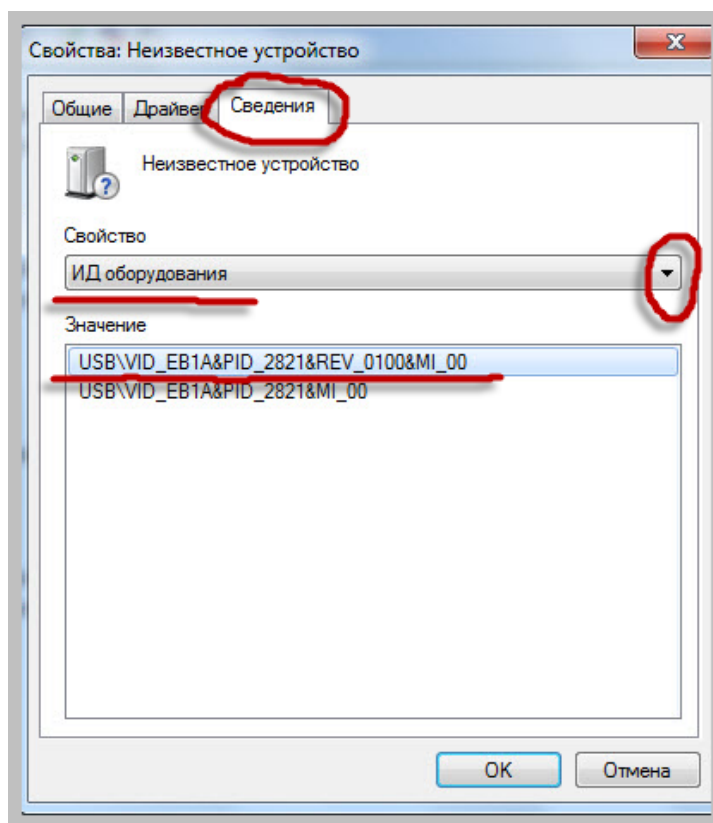 Свойства: Неизвестное устройство
Общие Драйвер Сведения
Неизвестное устройство
Свойство
ИД оборудования
Значение
USB\VID_EB1A&PID_2821&REV_0100&MI_00
USB\VID_EB1A&PID_2821&MI_00
OK Отмена